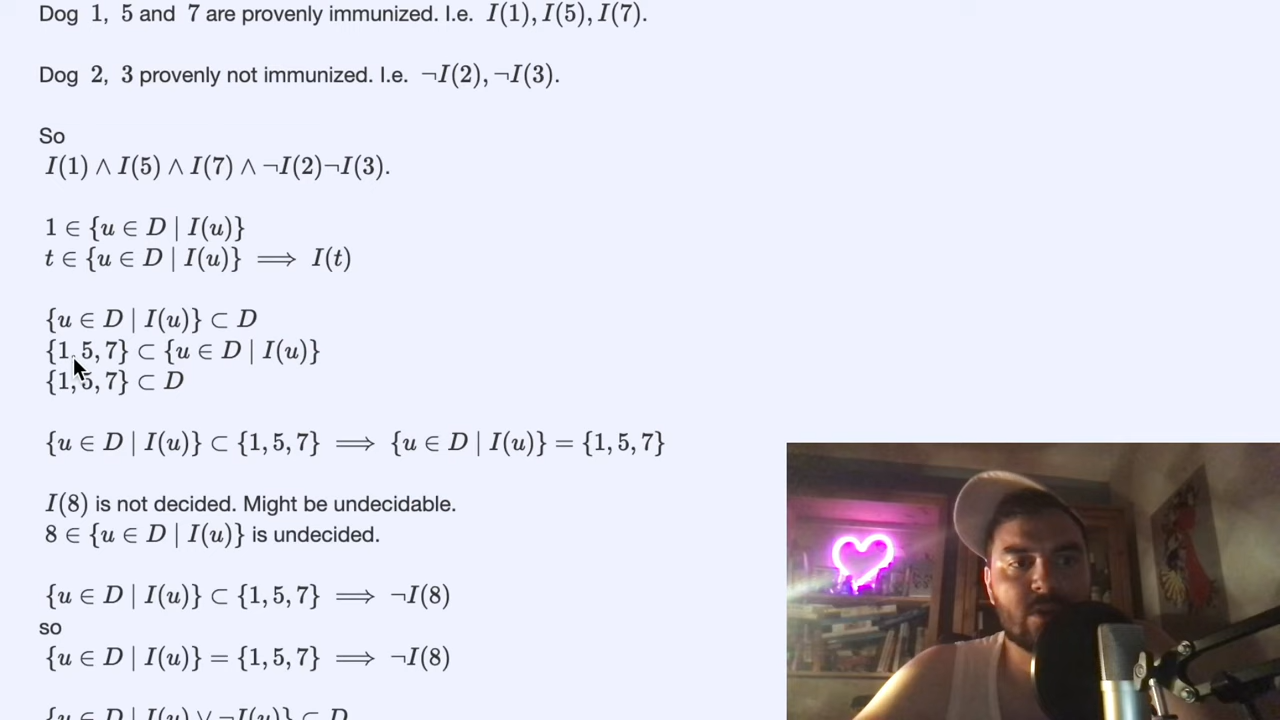 Dog 1, 5 and 7 are provenly immunized. I.e. I(1), I(5), I(7).
Dog 2, 3 provenly not immunized. I.e. ¬I(2), ¬I(3).
So
I(1) ∧ I(5) ∧ I(7) ∧ ¬I(2)¬I(3).
1 ∈ {u ∈ D | I(u)}
t ∈ {u ∈ D | I(u)} ⟹ I(t)
{u ∈ D | I(u)} ⊂ D
{1, 5, 7} ⊂ {u ∈ D | I(u)}
{1, 5, 7} ⊂ D
{u ∈ D | I(u)} ⊂ {1, 5, 7} ⟹ {u ∈ D | I(u)} = {1, 5, 7}
I(8) is not decided. Might be undecidable.
8 ∈ {u ∈ D | I(u)} is undecided.
{u ∈ D | I(u)} ⊂ {1, 5, 7} ⟹ ¬I(8)
so
{u ∈ D | I(u)} = {1, 5, 7} ⟹ ¬I(8)
{u ∈ D | I(u) ∨ ¬I(u)} ⊂ D